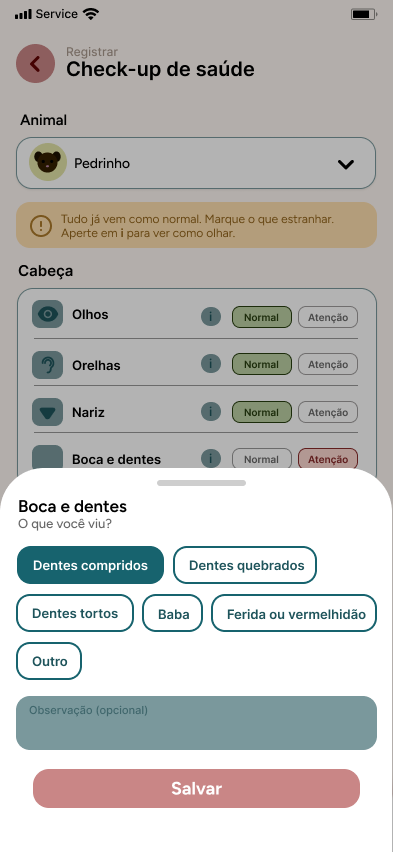 Service
Registrar
Check-up de saúde
Animal
Pedrinho
Tudo já vem como normal. Marque o que estranhar.
Aperte em i para ver como olhar.
Cabeça
Olhos i Normal Atenção
Orelhas i Normal Atenção
Nariz i Normal Atenção
Boca e dentes i Normal Atenção
Boca e dentes
O que você viu?
Dentes compridos Dentes quebrados
Dentes tortos Baba Ferida ou vermelhidão
Outro
Observação (opcional)
Salvar